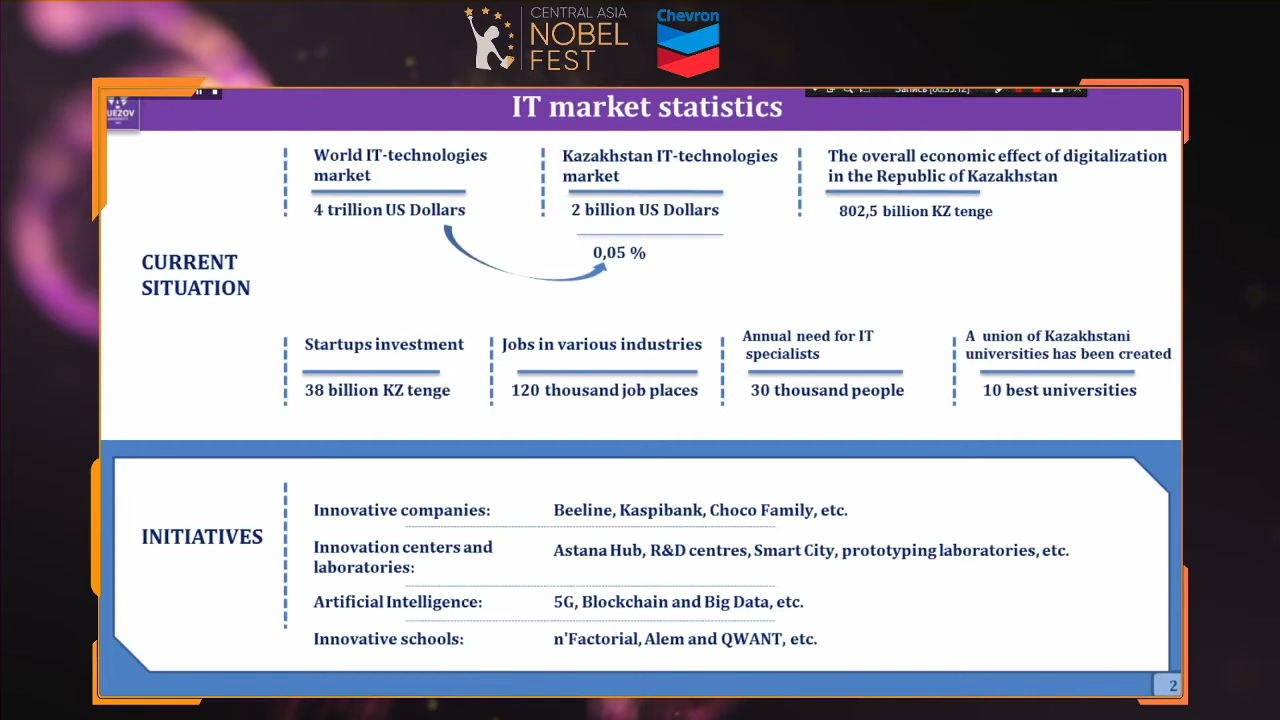 CENTRAL ASIA
NOBEL
FEST
Chevron
UEZOV
IT market statistics
World IT-technologies
market
4 trillion US Dollars
Kazakhstan IT-technologies
market
2 billion US Dollars
0,05 %
The overall economic effect of digitalization
in the Republic of Kazakhstan
802,5 billion KZ tenge
CURRENT
SITUATION
Startups investment
38 billion KZ tenge
Jobs in various industries
120 thousand job places
Annual need for IT
specialists
30 thousand people
A union of Kazakhstani
universities has been created
10 best universities
INITIATIVES
Innovative companies:
Beeline, Kaspibank, Choco Family, etc.
Innovation centers and
laboratories:
Astana Hub, R&D centres, Smart City, prototyping laboratories, etc.
Artificial Intelligence:
5G, Blockchain and Big Data, etc.
Innovative schools:
n'Factorial, Alem and QWANT, etc.
2